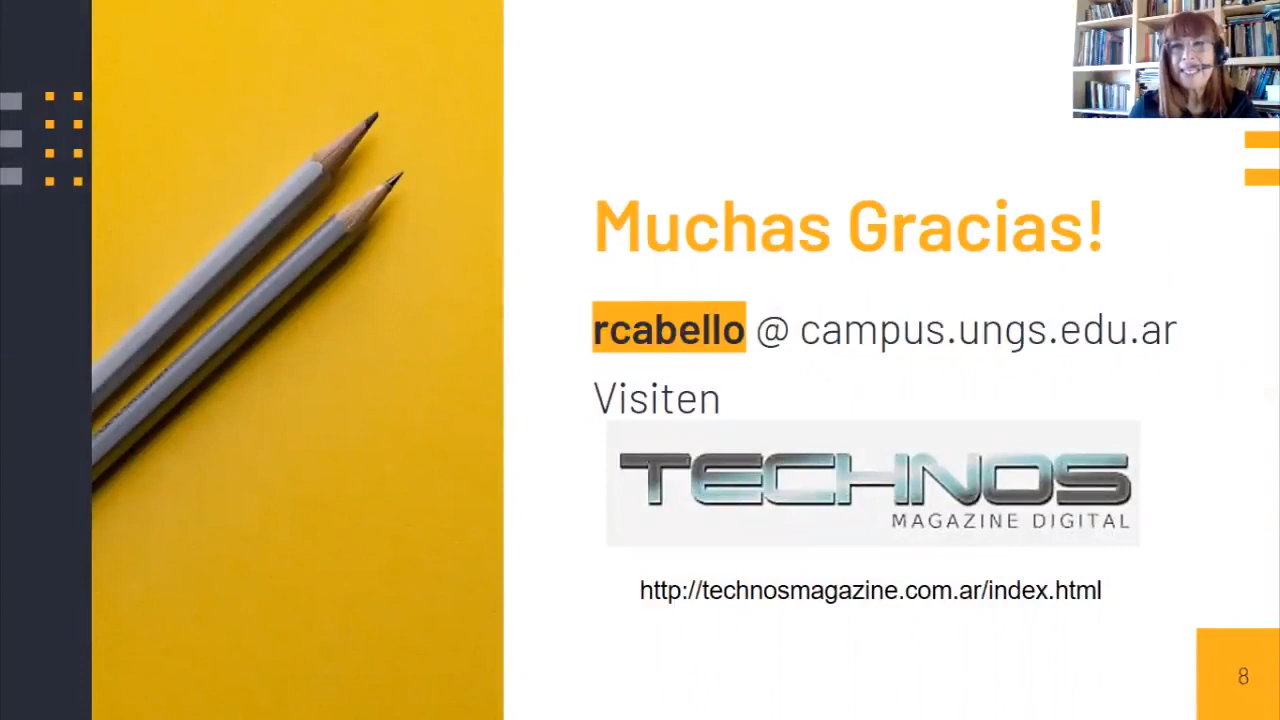 Muchas Gracias!
rcabello @ campus.ungs.edu.ar
Visiten
TECHNOS
MAGAZINE DIGITAL
http://technosmagazine.com.ar/index.html
8